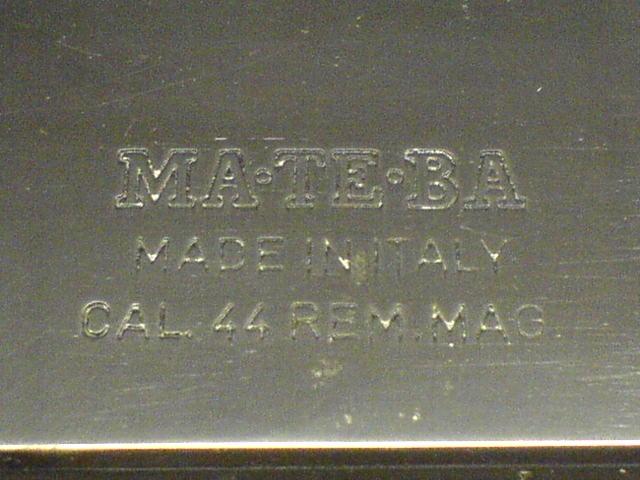 MA·TE·BA
MADE IN ITALY
CAL. 44 REM. MAG.